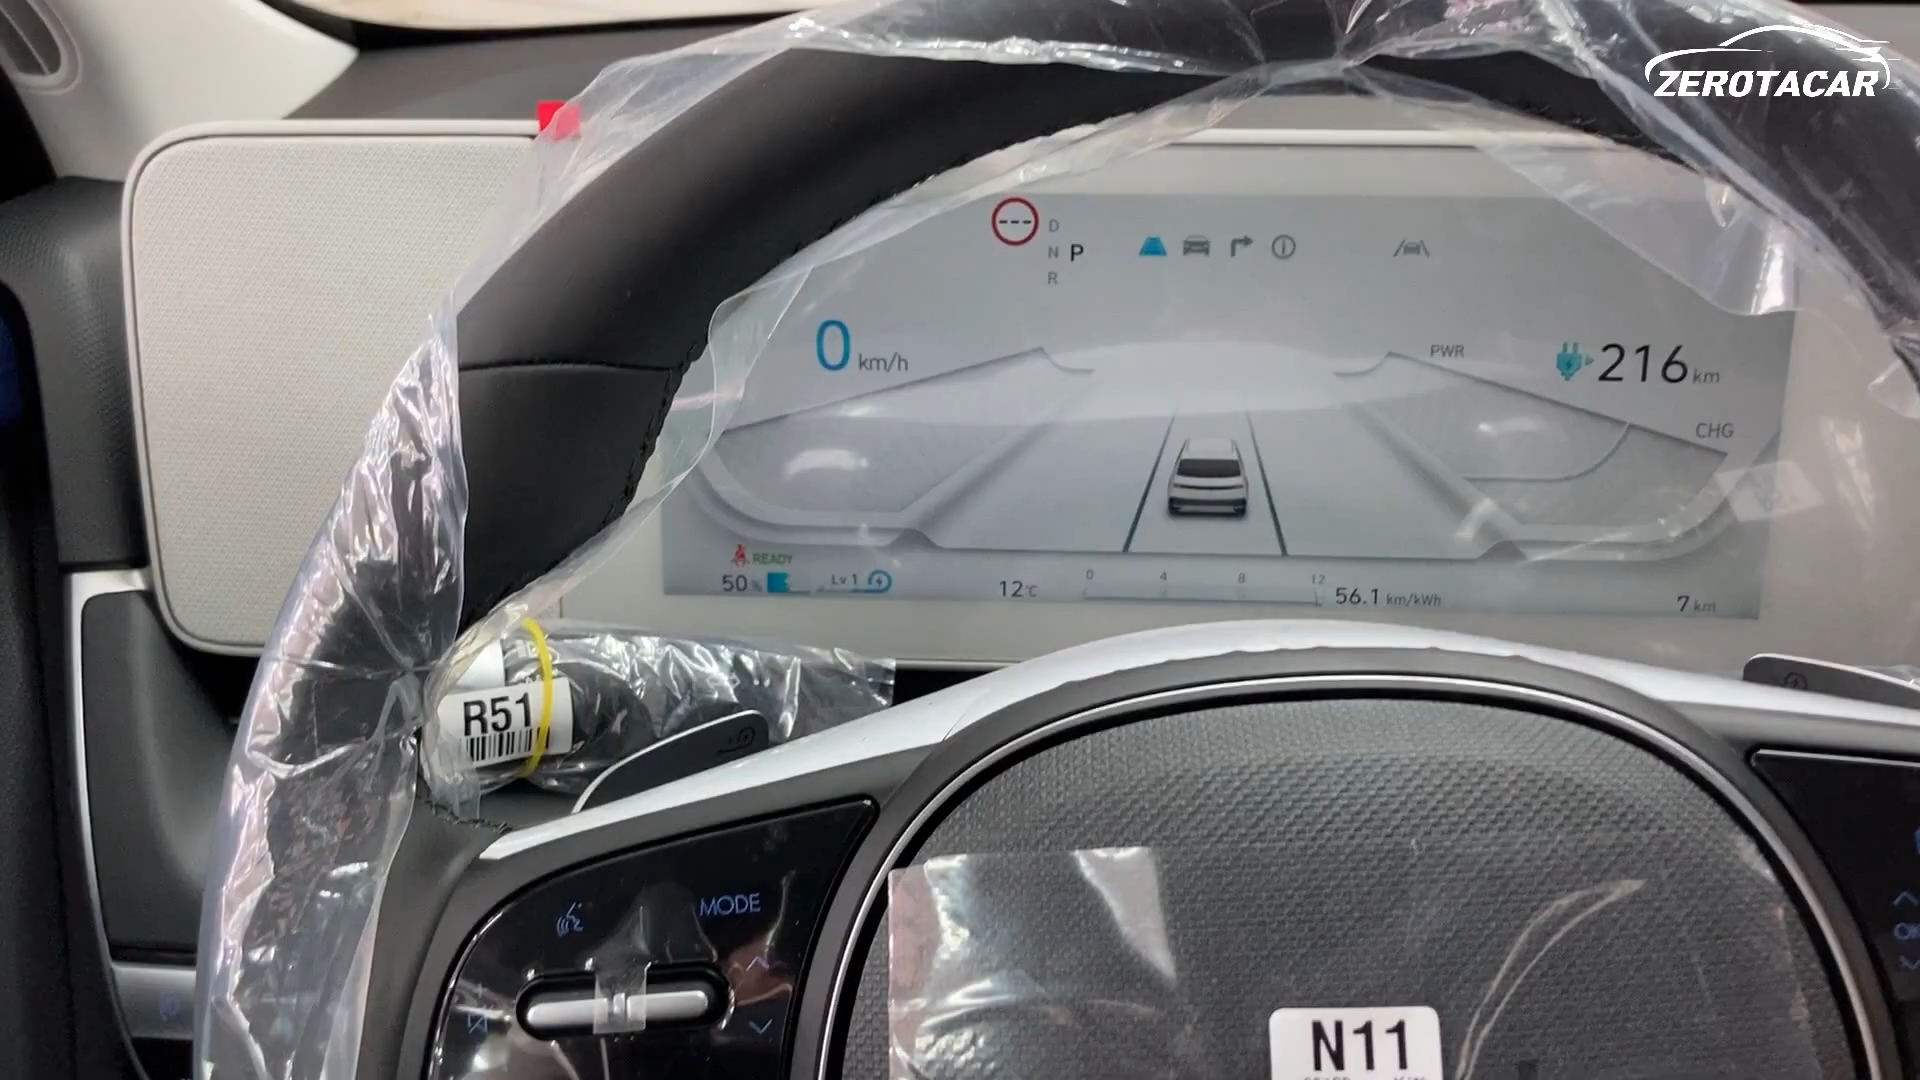 ZEROTACAR
---
D
N P
R
0 km/h
PWR
216 km
CHG
READY
50 %
Lv 1
12°C
0 4 8 12
56.1 km/kWh
7 km
R51
MODE
OK
N11